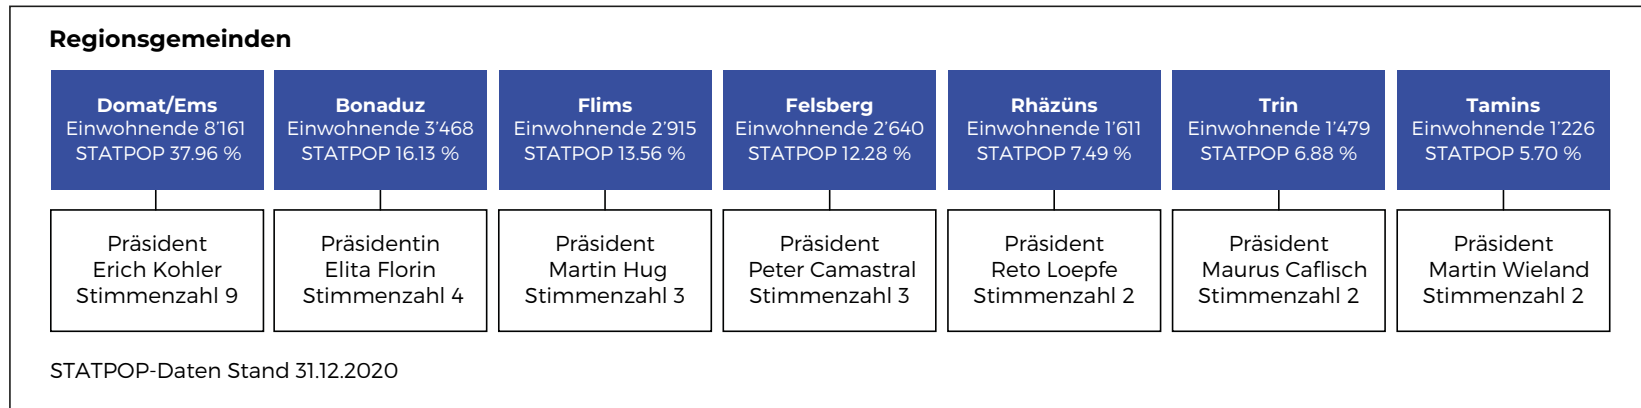 Regionsgemeinden
Domat/Ems
Einwohnende 8'161
STATPOP 37.96 %
Bonaduz
Einwohnende 3'468
STATPOP 16.13 %
Flims
Einwohnende 2'915
STATPOP 13.56 %
Felsberg
Einwohnende 2'640
STATPOP 12.28 %
Rhäzüns
Einwohnende 1'611
STATPOP 7.49 %
Trin
Einwohnende 1'479
STATPOP 6.88 %
Tamins
Einwohnende 1'226
STATPOP 5.70 %
Präsident
Erich Kohler
Stimmenzahl 9
Präsidentin
Elita Florin
Stimmenzahl 4
Präsident
Martin Hug
Stimmenzahl 3
Präsident
Peter Camastral
Stimmenzahl 3
Präsident
Reto Loepfe
Stimmenzahl 2
Präsident
Maurus Caflisch
Stimmenzahl 2
Präsident
Martin Wieland
Stimmenzahl 2
STATPOP-Daten Stand 31.12.2020